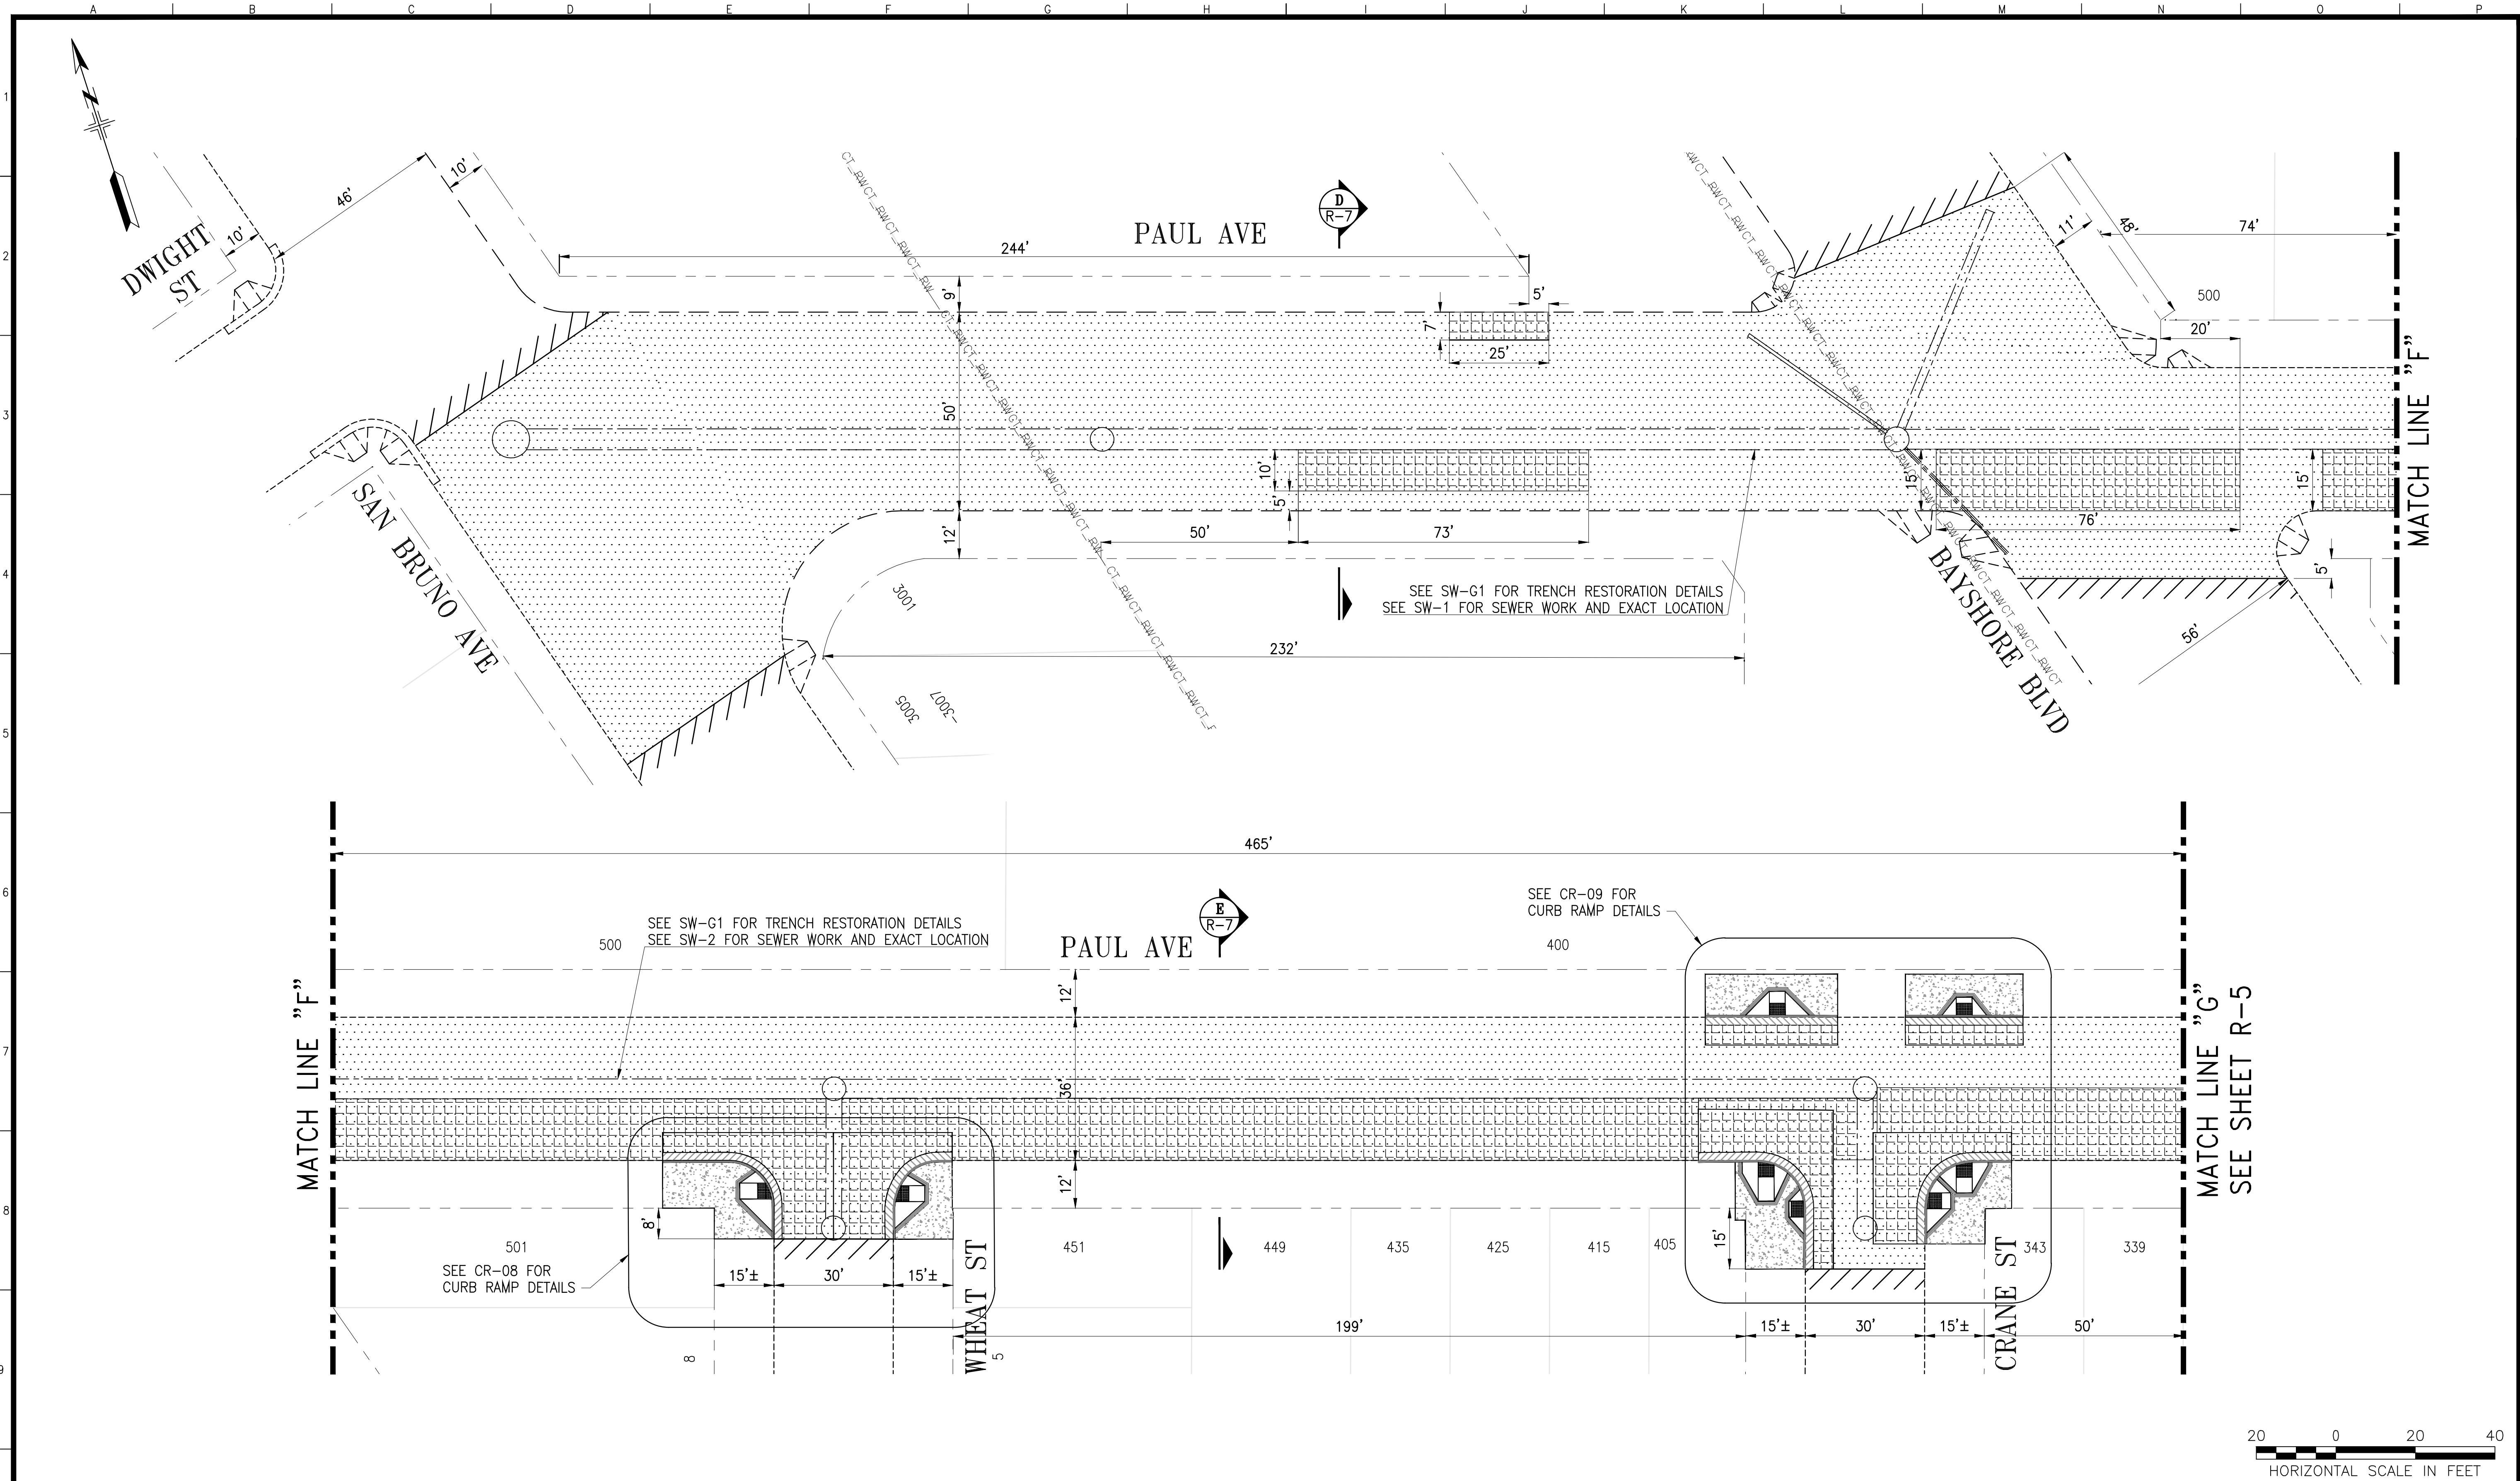 A B C D E F G H I J K L M N O P
1
2
3
4
5
6
7
8
9
DWIGHT
ST
10'
46'
10'
244'
PAUL AVE
D
R-7
9'
50'
12'
5'
7'
25'
10'
5'
50'
73'
SAN BRUNO AVE
3001
3005
-3007
232'
SEE SW-G1 FOR TRENCH RESTORATION DETAILS
SEE SW-1 FOR SEWER WORK AND EXACT LOCATION
CT_RWCT_RWCT_RWCT_RWCT_RW
CT_RWCT_RWCT_RWCT_RWCT_RWCT_RWCT_RW
CT_RWCT_RWCT_RWCT_RWCT_F
RWCT_RWCT_RWCT_RWCT_RWCT_RWCT_RWCT
48'
11'
74'
500
20'
15'
76'
15'
5'
56'
BAYSHORE BLVD
MATCH LINE "F"
465'
SEE SW-G1 FOR TRENCH RESTORATION DETAILS
SEE SW-2 FOR SEWER WORK AND EXACT LOCATION
500
PAUL AVE
E
R-7
SEE CR-09 FOR
CURB RAMP DETAILS
400
12'
36'
12'
MATCH LINE "F"
MATCH LINE "G"
SEE SHEET R-5
8'
501
SEE CR-08 FOR
CURB RAMP DETAILS
15'±
30'
15'±
WHEAT ST
8
5
451
449
435
425
415
405
15'
343
339
199'
15'±
30'
15'±
CRANE ST
50'
20 0 20 40
HORIZONTAL SCALE IN FEET